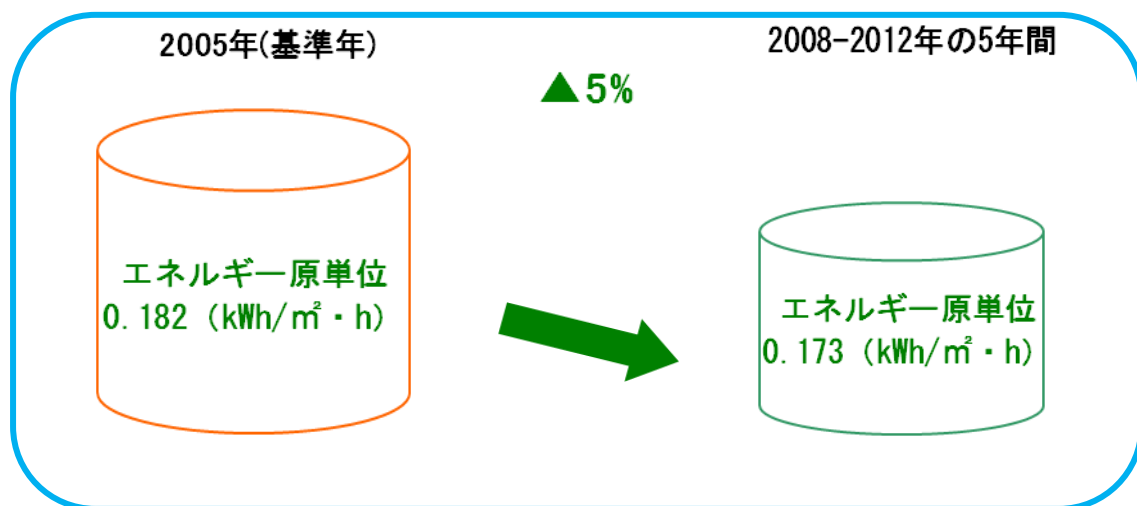 2005年(基準年)
2008-2012年の5年間
▲5%
エネルギー原単位
0.182 (kWh/㎡・h)
エネルギー原単位
0.173 (kWh/㎡・h)